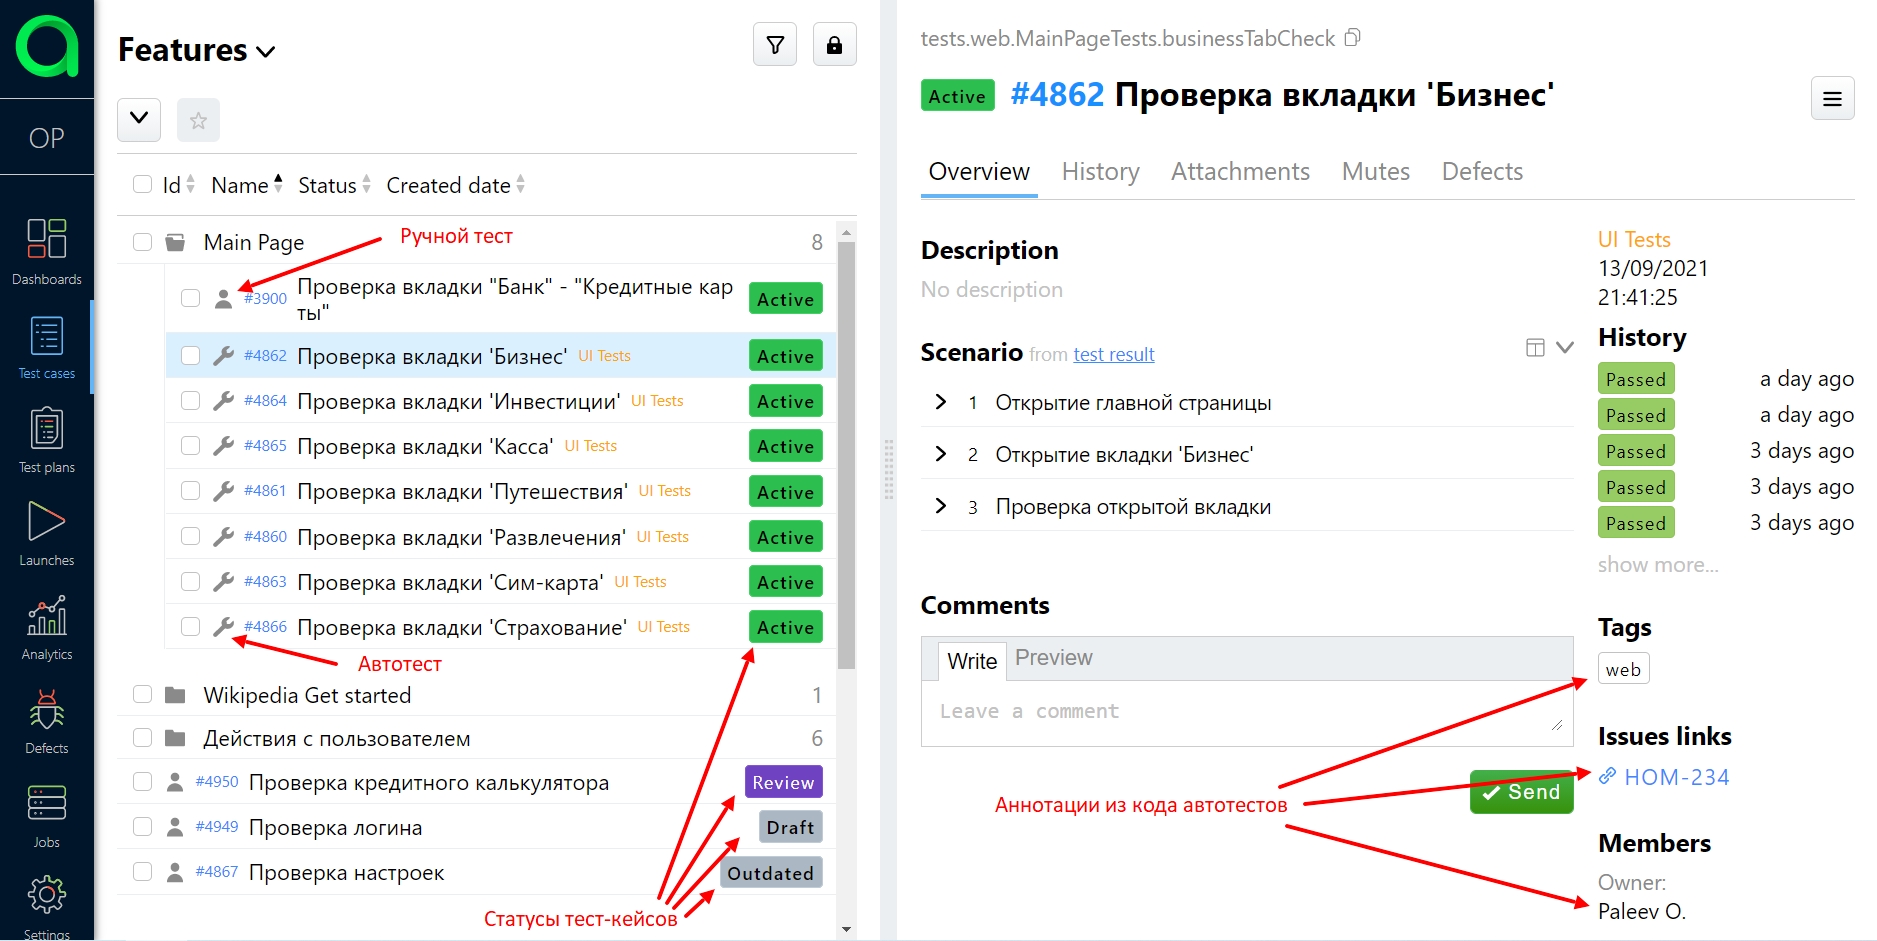 OP
Dashboards
Test cases
Test plans
Launches
Analytics
Defects
Jobs
Settings
Features
Id Name Status Created date
Main Page 8
Ручной тест
#3900 Проверка вкладки "Банк" - "Кредитные кар
ты" Active
#4862 Проверка вкладки 'Бизнес' UI Tests Active
#4864 Проверка вкладки 'Инвестиции' UI Tests Active
#4865 Проверка вкладки 'Касса' UI Tests Active
#4861 Проверка вкладки 'Путешествия' UI Tests Active
#4860 Проверка вкладки 'Развлечения' UI Tests Active
#4863 Проверка вкладки 'Сим-карта' UI Tests Active
#4866 Проверка вкладки 'Страхование' UI Tests Active
Автотест
Wikipedia Get started 1
Действия с пользователем 6
#4950 Проверка кредитного калькулятора Review
#4949 Проверка логина Draft
#4867 Проверка настроек Outdated
Статусы тест-кейсов
tests.web.MainPageTests.businessTabCheck
Active #4862 Проверка вкладки 'Бизнес'
Overview History Attachments Mutes Defects
Description
No description
Scenario from test result
1 Открытие главной страницы
2 Открытие вкладки 'Бизнес'
3 Проверка открытой вкладки
Comments
Write Preview
Leave a comment
Send
Аннотации из кода автотестов
UI Tests
13/09/2021
21:41:25
History
Passed a day ago
Passed a day ago
Passed 3 days ago
Passed 3 days ago
Passed 3 days ago
show more...
Tags
web
Issues links
HOM-234
Members
Owner:
Paleev O.